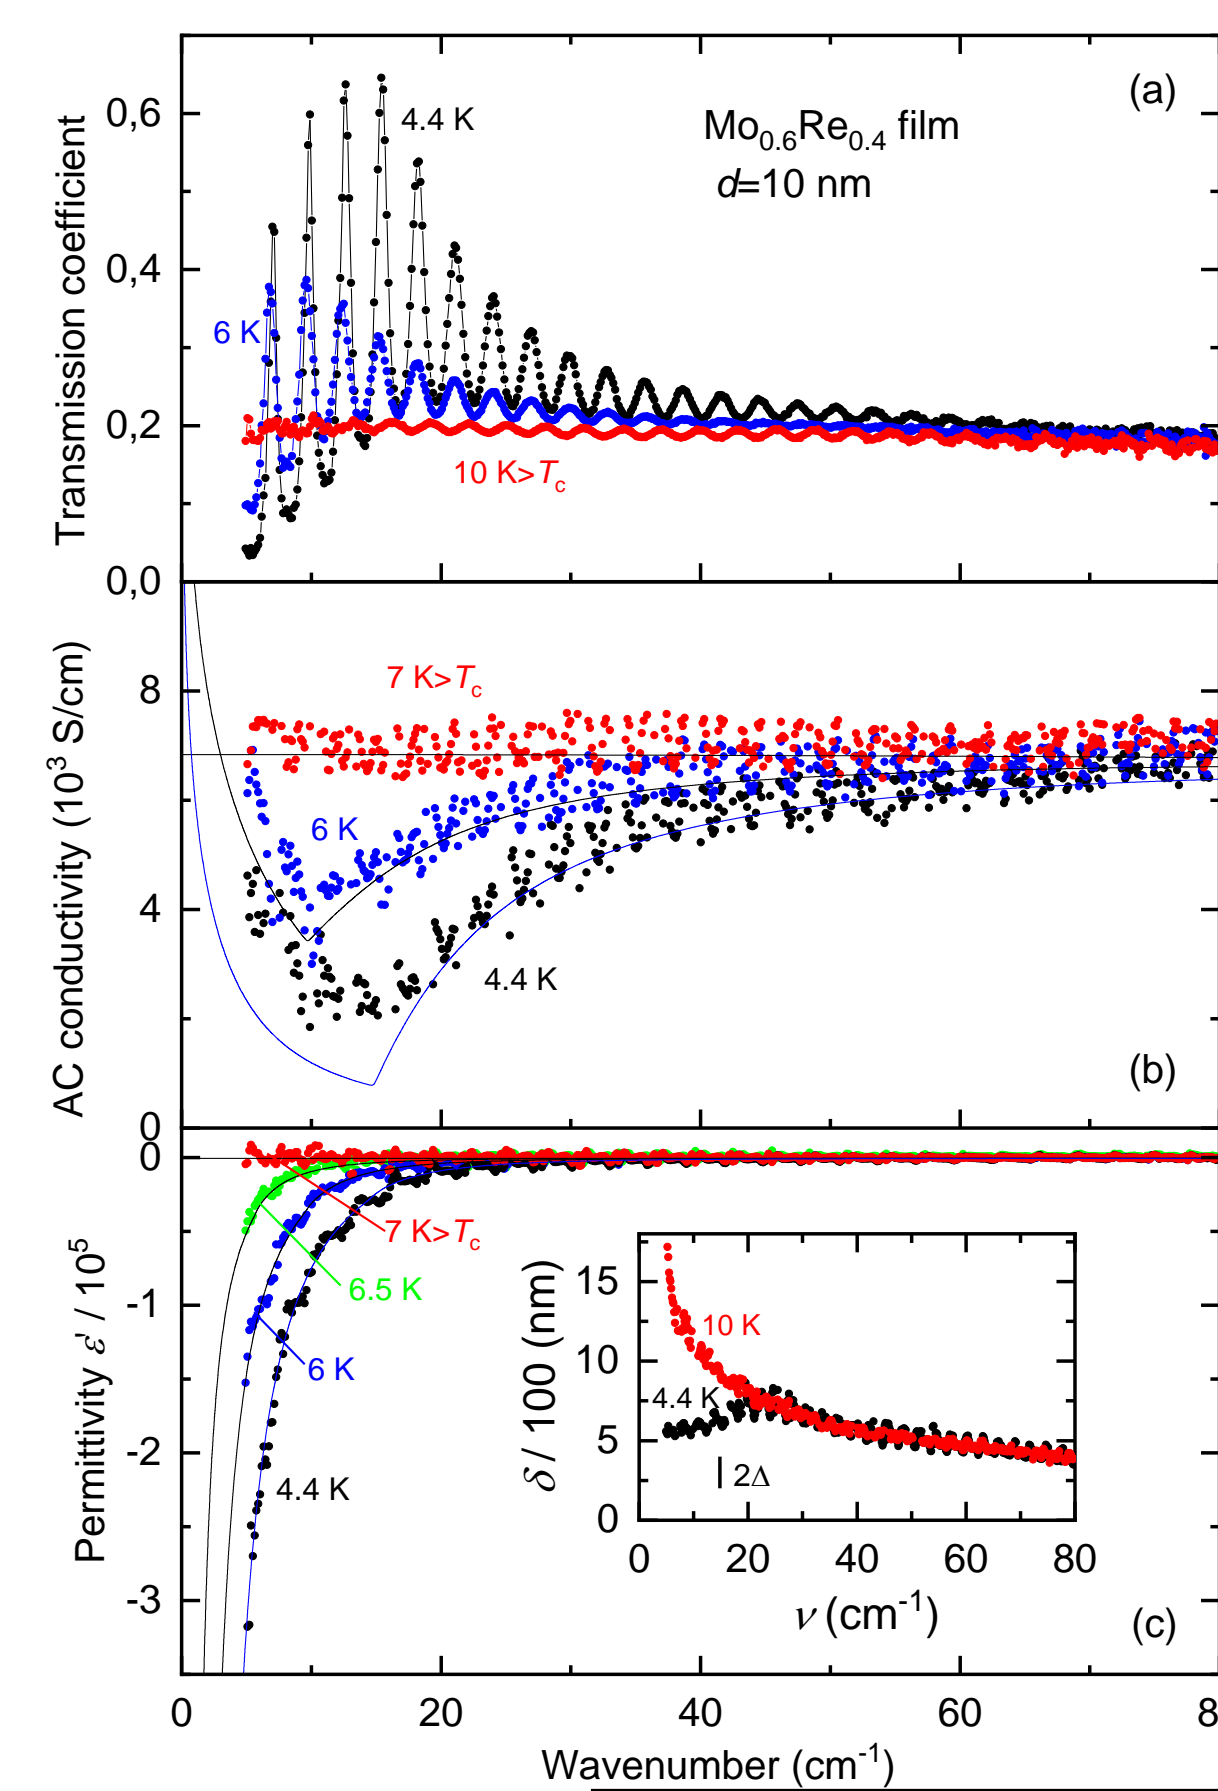 (a)
0,6
0,4
0,2
0,0
Transmission coefficient
4.4 K
Mo0.6Re0.4 film
d=10 nm
6 K
10 K>Tc
AC conductivity (10³ S/cm)
8
4
0
7 K>Tc
6 K
4.4 K
(b)
Permittivity ε' / 10⁵
0
-1
-2
-3
7 K>Tc
6.5 K
6 K
4.4 K
δ / 100 (nm)
15
10
5
0
10 K
4.4 K
2Δ
0 20 40 60 80
ν (cm⁻¹)
(c)
0 20 40 60 8
Wavenumber (cm⁻¹)